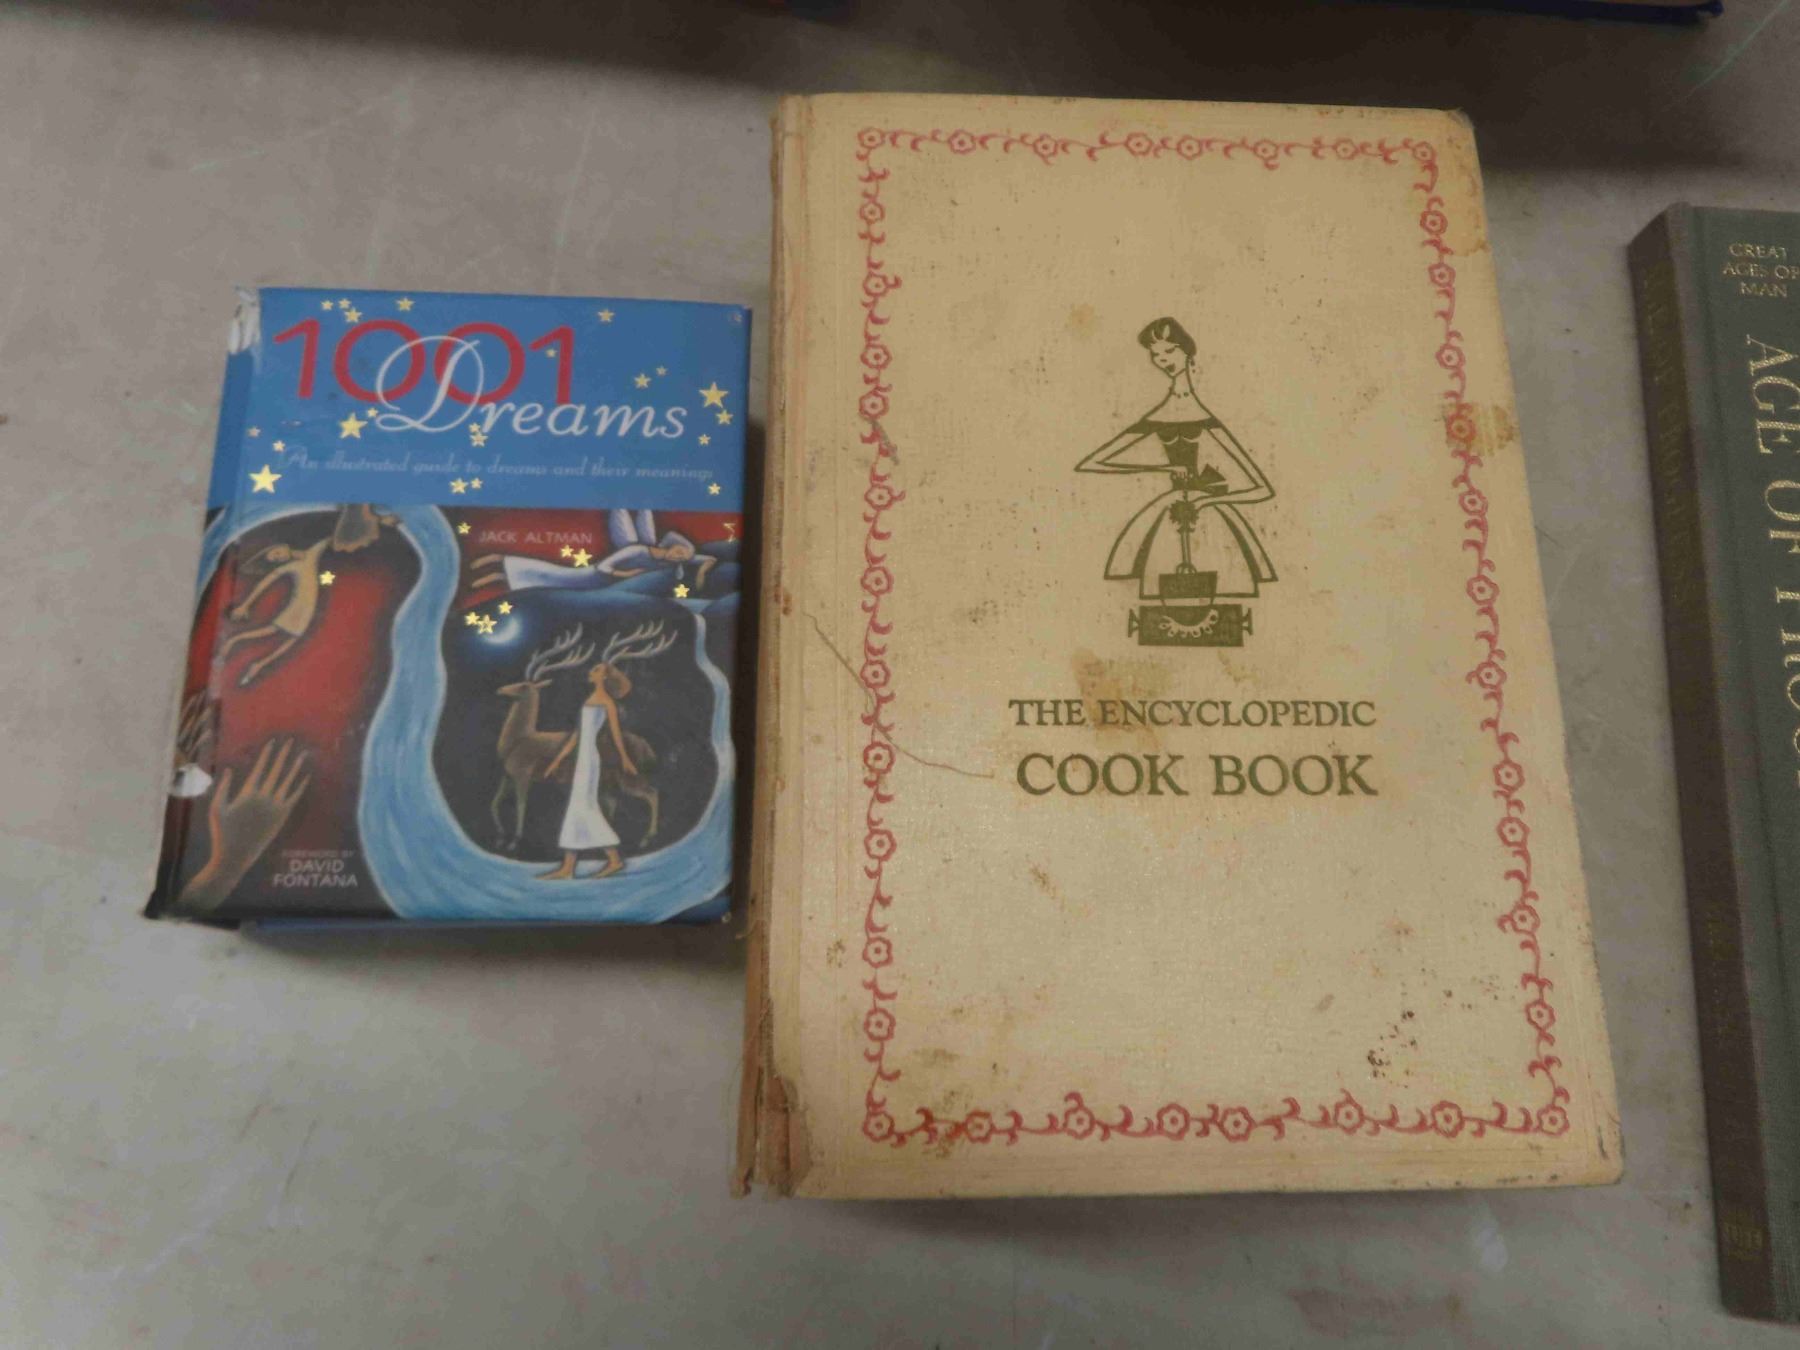 1001
Dreams
An illustrated guide to dreams and their meanings
JACK ALTMAN
FOREWORD BY
DAVID
FONTANA
THE ENCYCLOPEDIC
COOK BOOK
GREAT
AGES OF
MAN
AGE OF